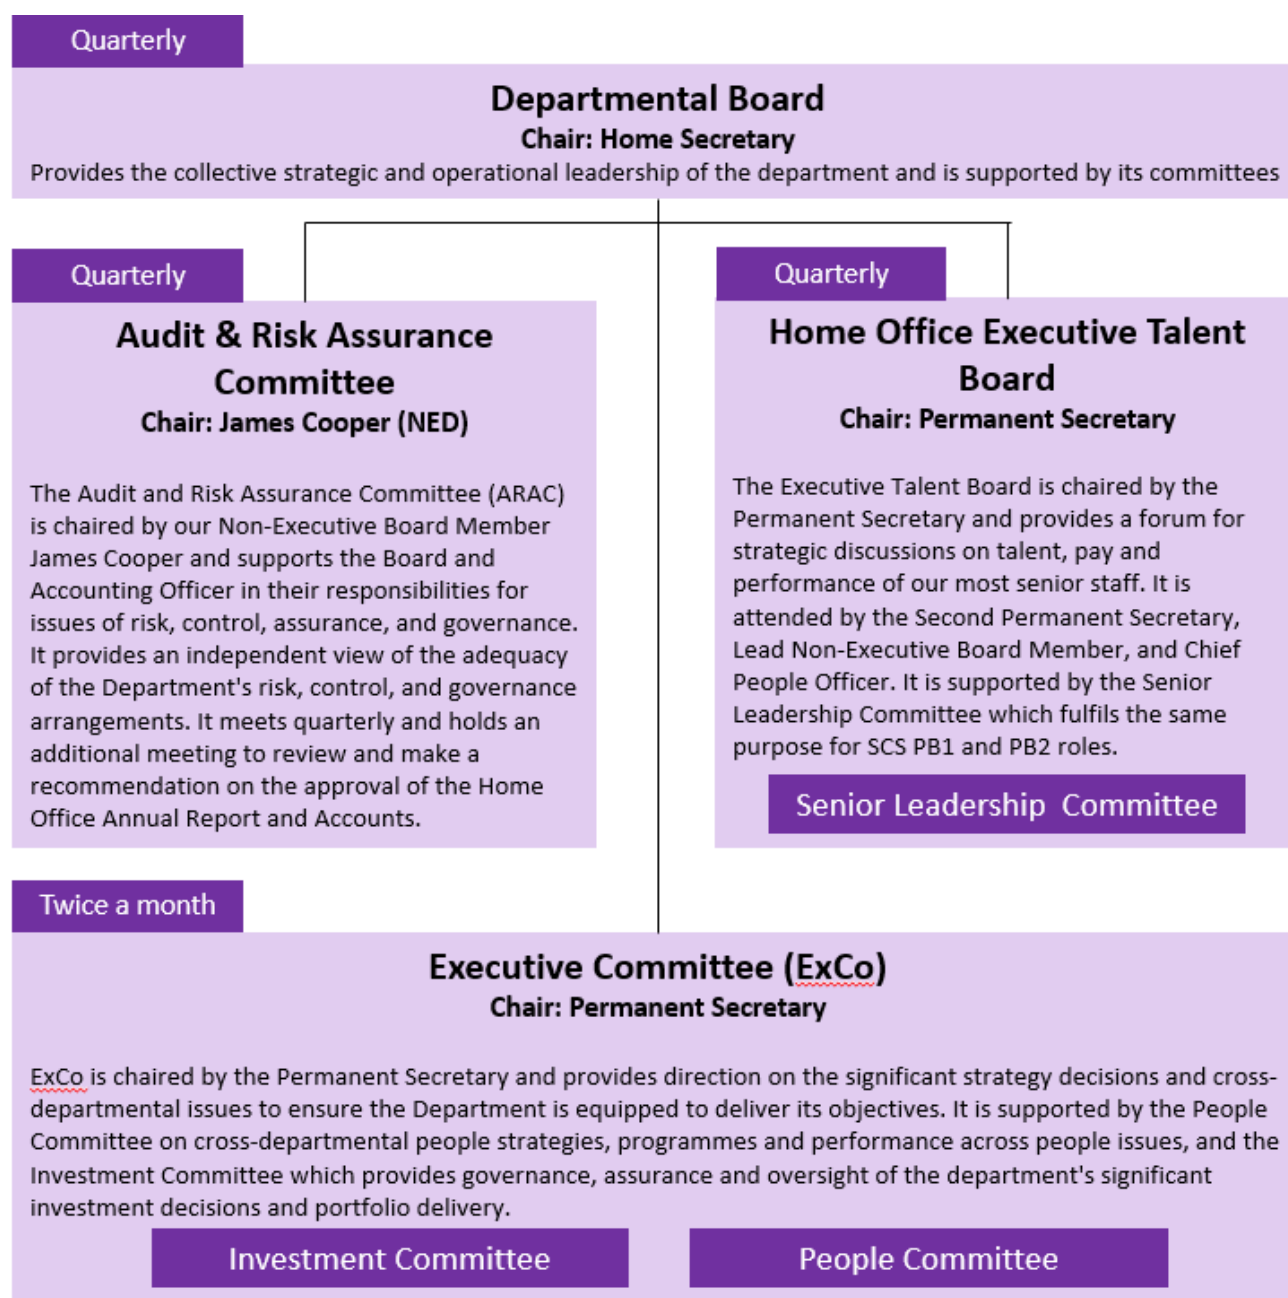 Quarterly
Departmental Board
Chair: Home Secretary
Provides the collective strategic and operational leadership of the department and is supported by its committees
Quarterly
Audit & Risk Assurance
Committee
Chair: James Cooper (NED)
The Audit and Risk Assurance Committee (ARAC)
is chaired by our Non-Executive Board Member
James Cooper and supports the Board and
Accounting Officer in their responsibilities for
issues of risk, control, assurance, and governance.
It provides an independent view of the adequacy
of the Department's risk, control, and governance
arrangements. It meets quarterly and holds an
additional meeting to review and make a
recommendation on the approval of the Home
Office Annual Report and Accounts.
Quarterly
Home Office Executive Talent
Board
Chair: Permanent Secretary
The Executive Talent Board is chaired by the
Permanent Secretary and provides a forum for
strategic discussions on talent, pay and
performance of our most senior staff. It is
attended by the Second Permanent Secretary,
Lead Non-Executive Board Member, and Chief
People Officer. It is supported by the Senior
Leadership Committee which fulfils the same
purpose for SCS PB1 and PB2 roles.
Senior Leadership Committee
Twice a month
Executive Committee (ExCo)
Chair: Permanent Secretary
ExCo is chaired by the Permanent Secretary and provides direction on the significant strategy decisions and cross-
departmental issues to ensure the Department is equipped to deliver its objectives. It is supported by the People
Committee on cross-departmental people strategies, programmes and performance across people issues, and the
Investment Committee which provides governance, assurance and oversight of the department's significant
investment decisions and portfolio delivery.
Investment Committee
People Committee